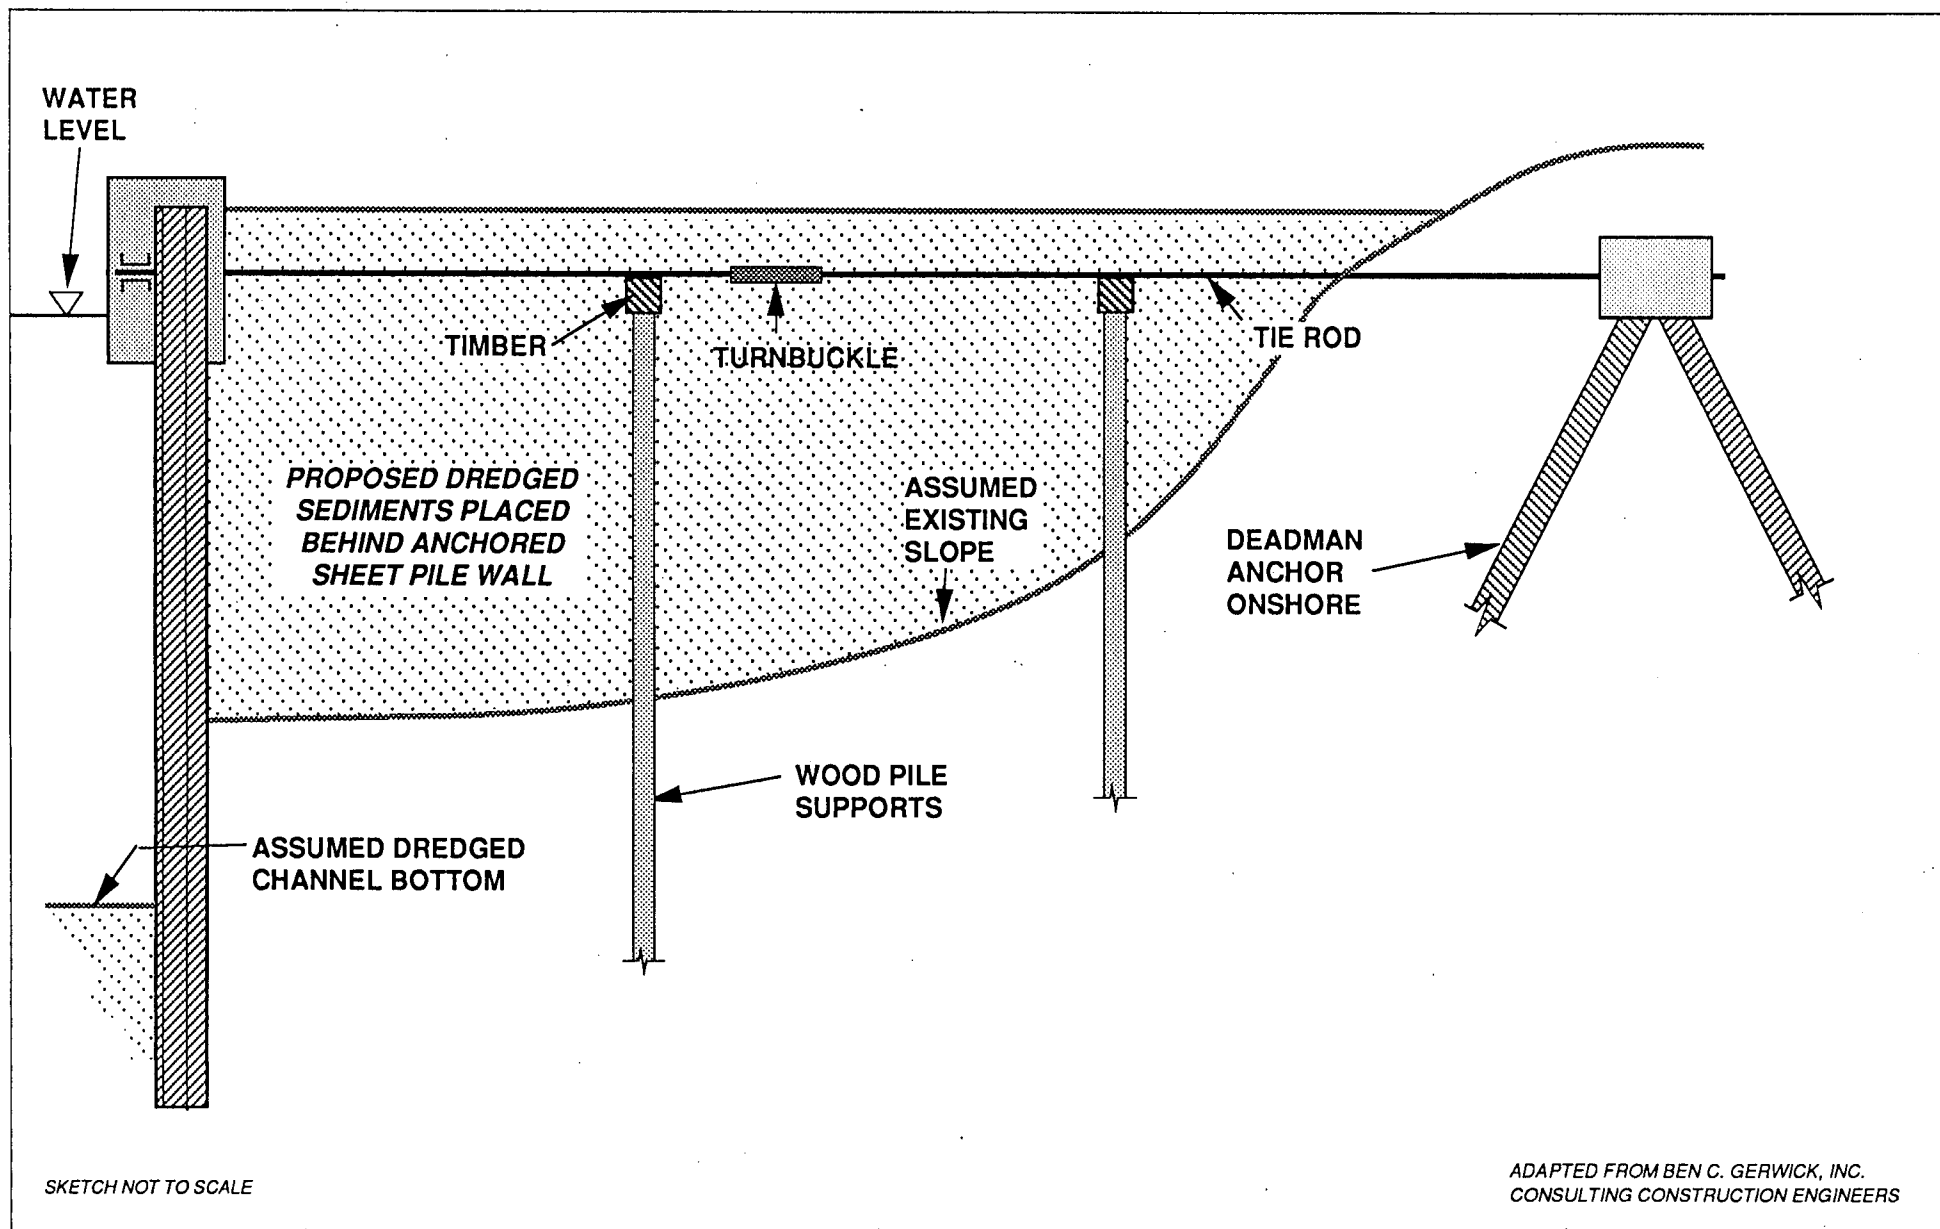 WATER
LEVEL
TIMBER
TURNBUCKLE
TIE ROD
PROPOSED DREDGED
SEDIMENTS PLACED
BEHIND ANCHORED
SHEET PILE WALL
ASSUMED
EXISTING
SLOPE
DEADMAN
ANCHOR
ONSHORE
WOOD PILE
SUPPORTS
ASSUMED DREDGED
CHANNEL BOTTOM
SKETCH NOT TO SCALE
ADAPTED FROM BEN C. GERWICK, INC.
CONSULTING CONSTRUCTION ENGINEERS